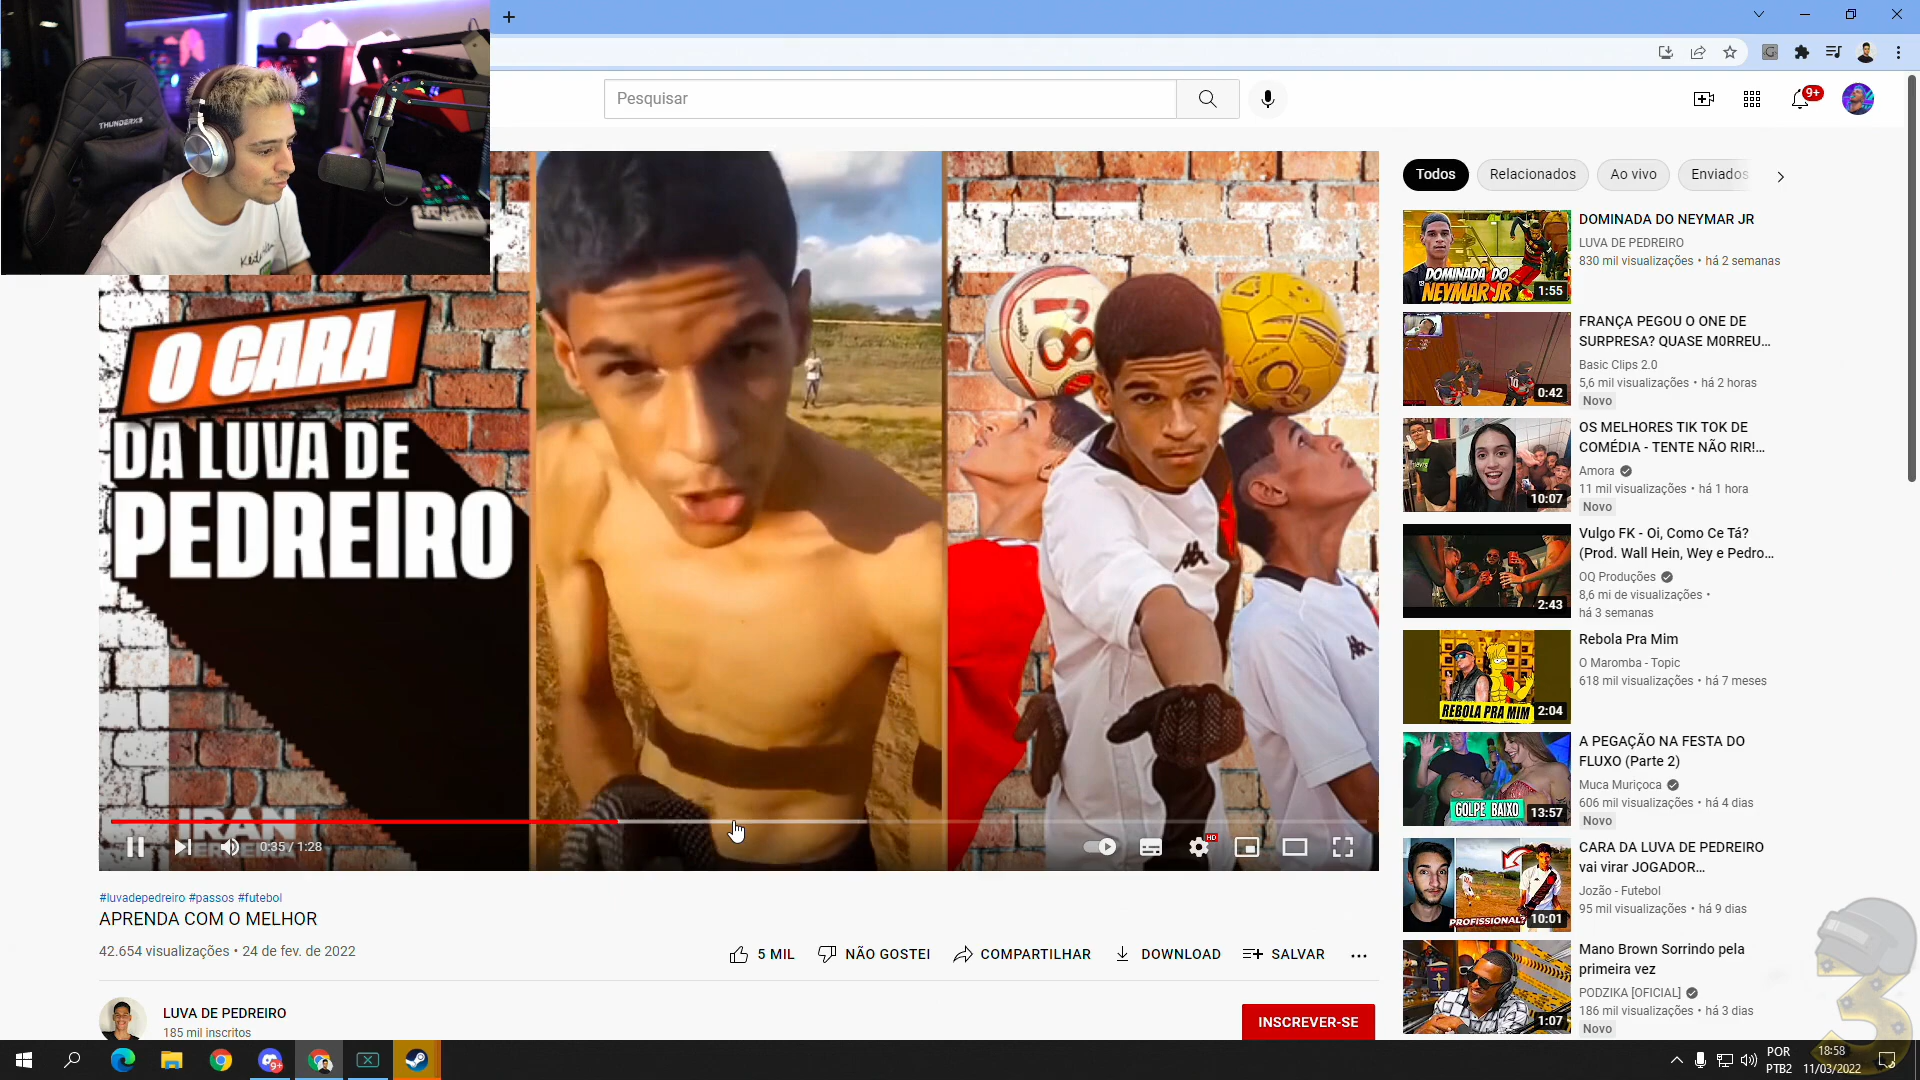 THUNDERX3
Pesquisar
9+
O CARA
DA LUVA DE
PEDREIRO
IRAN
0:35 / 1:28
HD
#luvadepedreiro #passos #futebol
APRENDA COM O MELHOR
42.654 visualizações • 24 de fev. de 2022
5 MIL
NÃO GOSTEI
COMPARTILHAR
DOWNLOAD
SALVAR
LUVA DE PEDREIRO
185 mil inscritos
INSCREVER-SE
Todos
Relacionados
Ao vivo
Enviados
DOMINADA DO
NEYMAR JR
1:55
DOMINADA DO NEYMAR JR
LUVA DE PEDREIRO
830 mil visualizações • há 2 semanas
0:42
FRANÇA PEGOU O ONE DE
SURPRESA? QUASE M0RREU...
Basic Clips 2.0
5,6 mil visualizações • há 2 horas
Novo
10:07
OS MELHORES TIK TOK DE
COMÉDIA - TENTE NÃO RIR!...
Amora
11 mil visualizações • há 1 hora
Novo
2:43
Vulgo FK - Oi, Como Ce Tá?
(Prod. Wall Hein, Wey e Pedro...
OQ Produções
8,6 mi de visualizações •
há 3 semanas
REBOLA PRA MIM
2:04
Rebola Pra Mim
O Maromba - Topic
618 mil visualizações • há 7 meses
GOLPE BAIXO
13:57
A PEGAÇÃO NA FESTA DO
FLUXO (Parte 2)
Muca Muriçoca
606 mil visualizações • há 4 dias
Novo
PROFISSIONAL?
10:01
CARA DA LUVA DE PEDREIRO
vai virar JOGADOR...
Jozão - Futebol
95 mil visualizações • há 9 dias
1:07
Mano Brown Sorrindo pela
primeira vez
PODZIKA [OFICIAL]
186 mil visualizações • há 3 dias
Novo
3
9+
POR
PTB2
18:58
11/03/2022